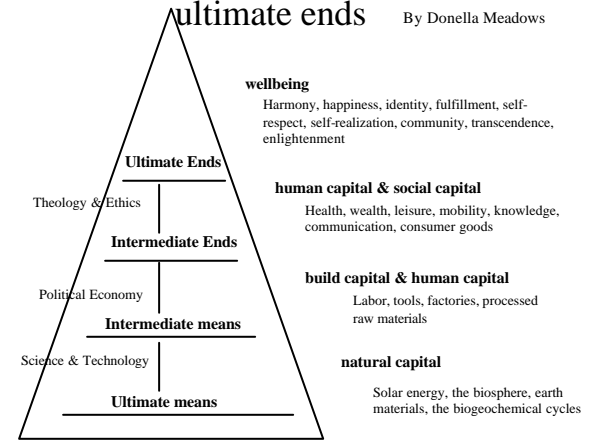 ultimate ends
By Donella Meadows
wellbeing
Harmony, happiness, identity, fulfillment, self-
respect, self-realization, community, transcendence,
enlightenment
Ultimate Ends
human capital & social capital
Theology & Ethics
Health, wealth, leisure, mobility, knowledge,
communication, consumer goods
Intermediate Ends
build capital & human capital
Political Economy
Labor, tools, factories, processed
raw materials
Intermediate means
Science & Technology
natural capital
Solar energy, the biosphere, earth
materials, the biogeochemical cycles
Ultimate means